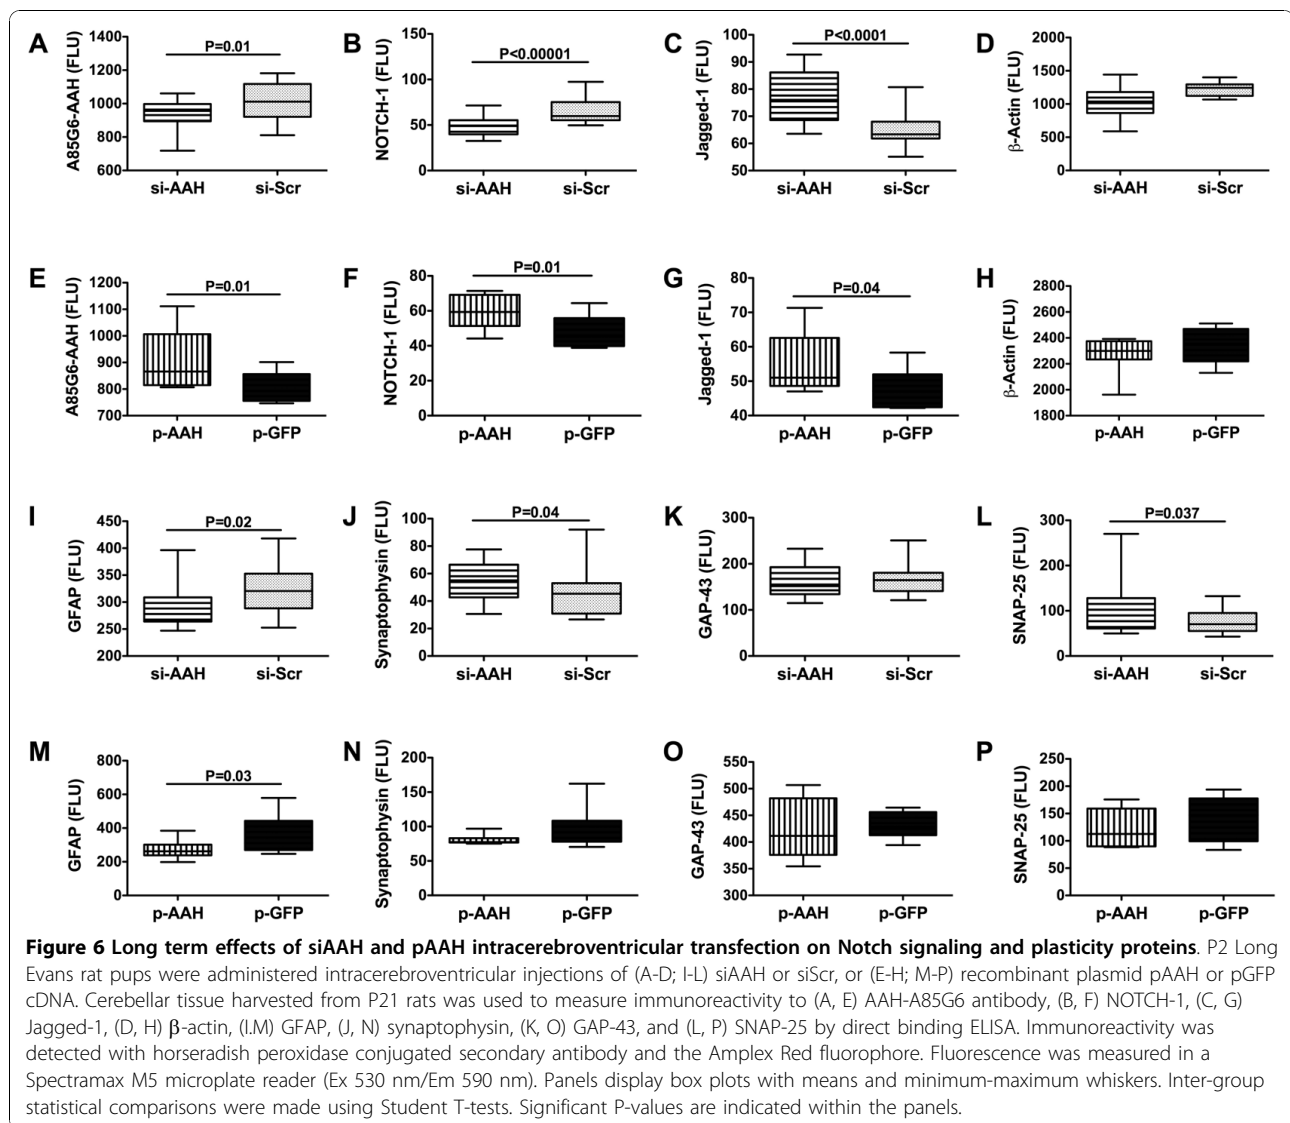 A
A85G6-AAH (FLU)
1400
1200
1000
800
600
P=0.01
si-AAH si-Scr
B
NOTCH-1 (FLU)
150
100
50
0
P<0.00001
si-AAH si-Scr
C
Jagged-1 (FLU)
100
90
80
70
60
50
P<0.0001
si-AAH si-Scr
D
β-Actin (FLU)
2000
1500
1000
500
0
si-AAH si-Scr
E
A85G6-AAH (FLU)
1200
1100
1000
900
800
700
P=0.01
p-AAH p-GFP
F
NOTCH-1 (FLU)
80
60
40
20
0
P=0.01
p-AAH p-GFP
G
Jagged-1 (FLU)
80
70
60
50
40
P=0.04
p-AAH p-GFP
H
β-Actin (FLU)
2800
2600
2400
2200
2000
1800
p-AAH p-GFP
I
GFAP (FLU)
450
400
350
300
250
200
P=0.02
si-AAH si-Scr
J
Synaptophysin (FLU)
100
80
60
40
20
0
P=0.04
si-AAH si-Scr
K
GAP-43 (FLU)
300
200
100
0
si-AAH si-Scr
L
SNAP-25 (FLU)
300
200
100
0
P=0.037
si-AAH si-Scr
M
GFAP (FLU)
800
600
400
200
0
P=0.03
p-AAH p-GFP
N
Synaptophysin (FLU)
200
150
100
50
0
p-AAH p-GFP
O
GAP-43 (FLU)
550
500
450
400
350
300
p-AAH p-GFP
P
SNAP-25 (FLU)
250
200
150
100
50
0
p-AAH p-GFP
Figure 6 Long term effects of siAAH and pAAH intracerebroventricular transfection on Notch signaling and plasticity proteins. P2 Long
Evans rat pups were administered intracerebroventricular injections of (A-D; I-L) siAAH or siScr, or (E-H; M-P) recombinant plasmid pAAH or pGFP
cDNA. Cerebellar tissue harvested from P21 rats was used to measure immunoreactivity to (A, E) AAH-A85G6 antibody, (B, F) NOTCH-1, (C, G)
Jagged-1, (D, H) β-actin, (I.M) GFAP, (J, N) synaptophysin, (K, O) GAP-43, and (L, P) SNAP-25 by direct binding ELISA. Immunoreactivity was
detected with horseradish peroxidase conjugated secondary antibody and the Amplex Red fluorophore. Fluorescence was measured in a
Spectramax M5 microplate reader (Ex 530 nm/Em 590 nm). Panels display box plots with means and minimum-maximum whiskers. Inter-group
statistical comparisons were made using Student T-tests. Significant P-values are indicated within the panels.